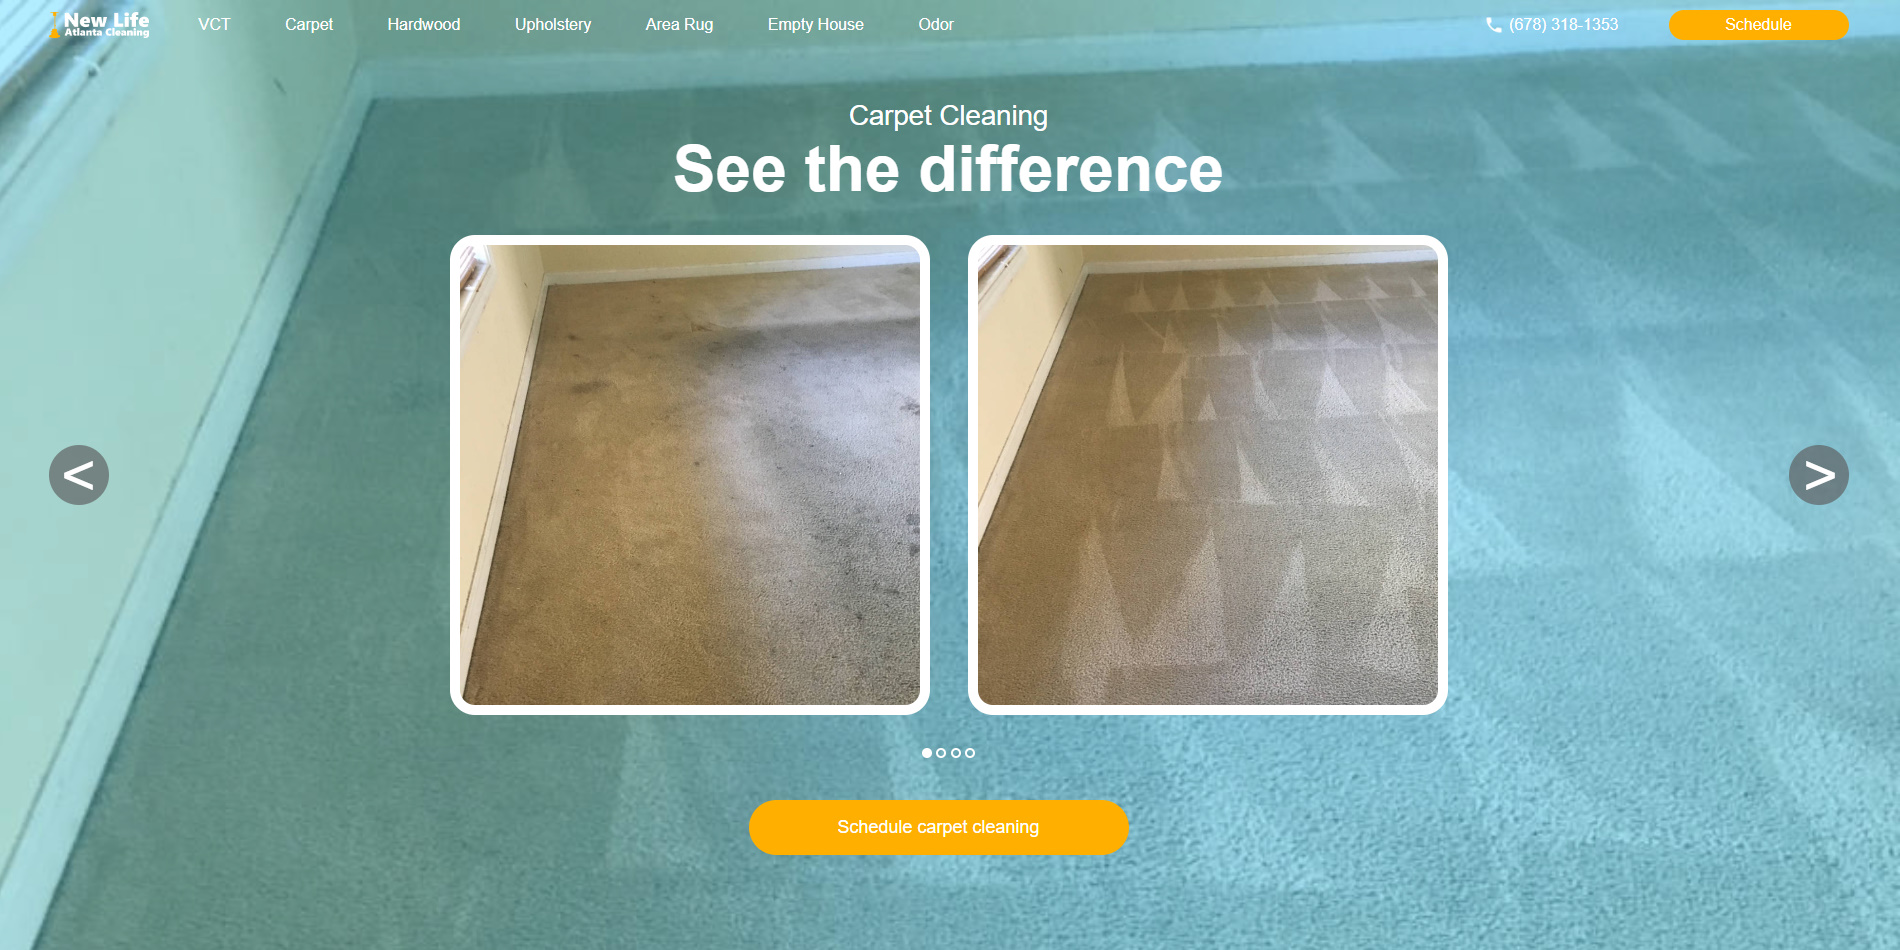 New Life
Atlanta Cleaning
VCT
Carpet
Hardwood
Upholstery
Area Rug
Empty House
Odor
(678) 318-1353
Schedule
Carpet Cleaning
See the difference
<
>
Schedule carpet cleaning